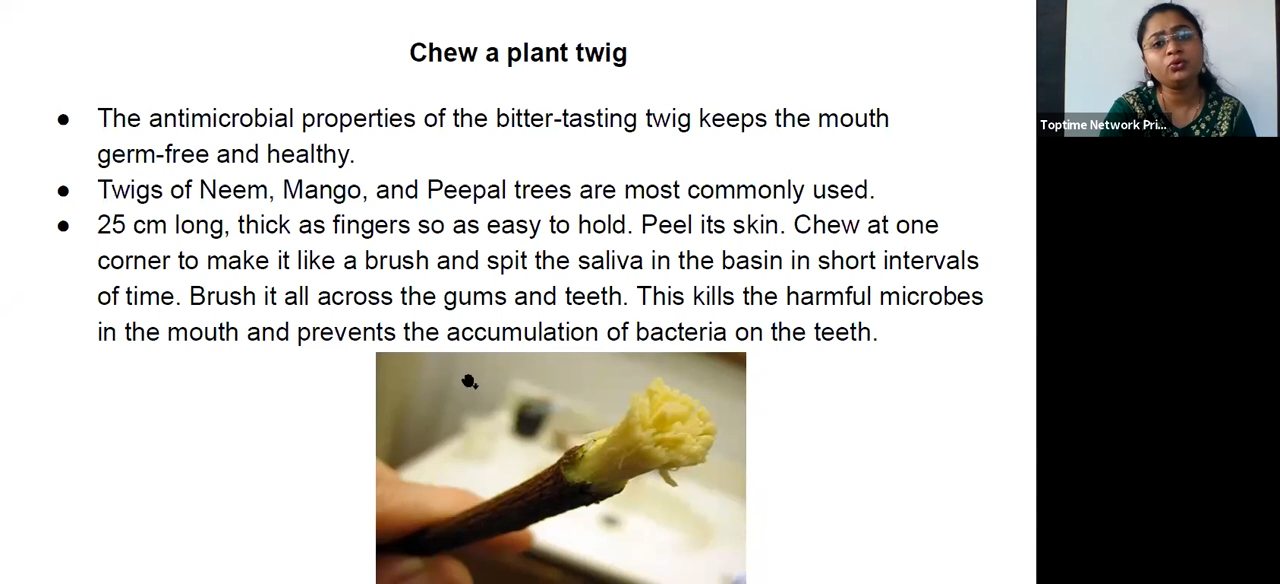 Chew a plant twig
● The antimicrobial properties of the bitter-tasting twig keeps the mouth
germ-free and healthy.
● Twigs of Neem, Mango, and Peepal trees are most commonly used.
● 25 cm long, thick as fingers so as easy to hold. Peel its skin. Chew at one
corner to make it like a brush and spit the saliva in the basin in short intervals
of time. Brush it all across the gums and teeth. This kills the harmful microbes
in the mouth and prevents the accumulation of bacteria on the teeth.
Toptime Network Pri...